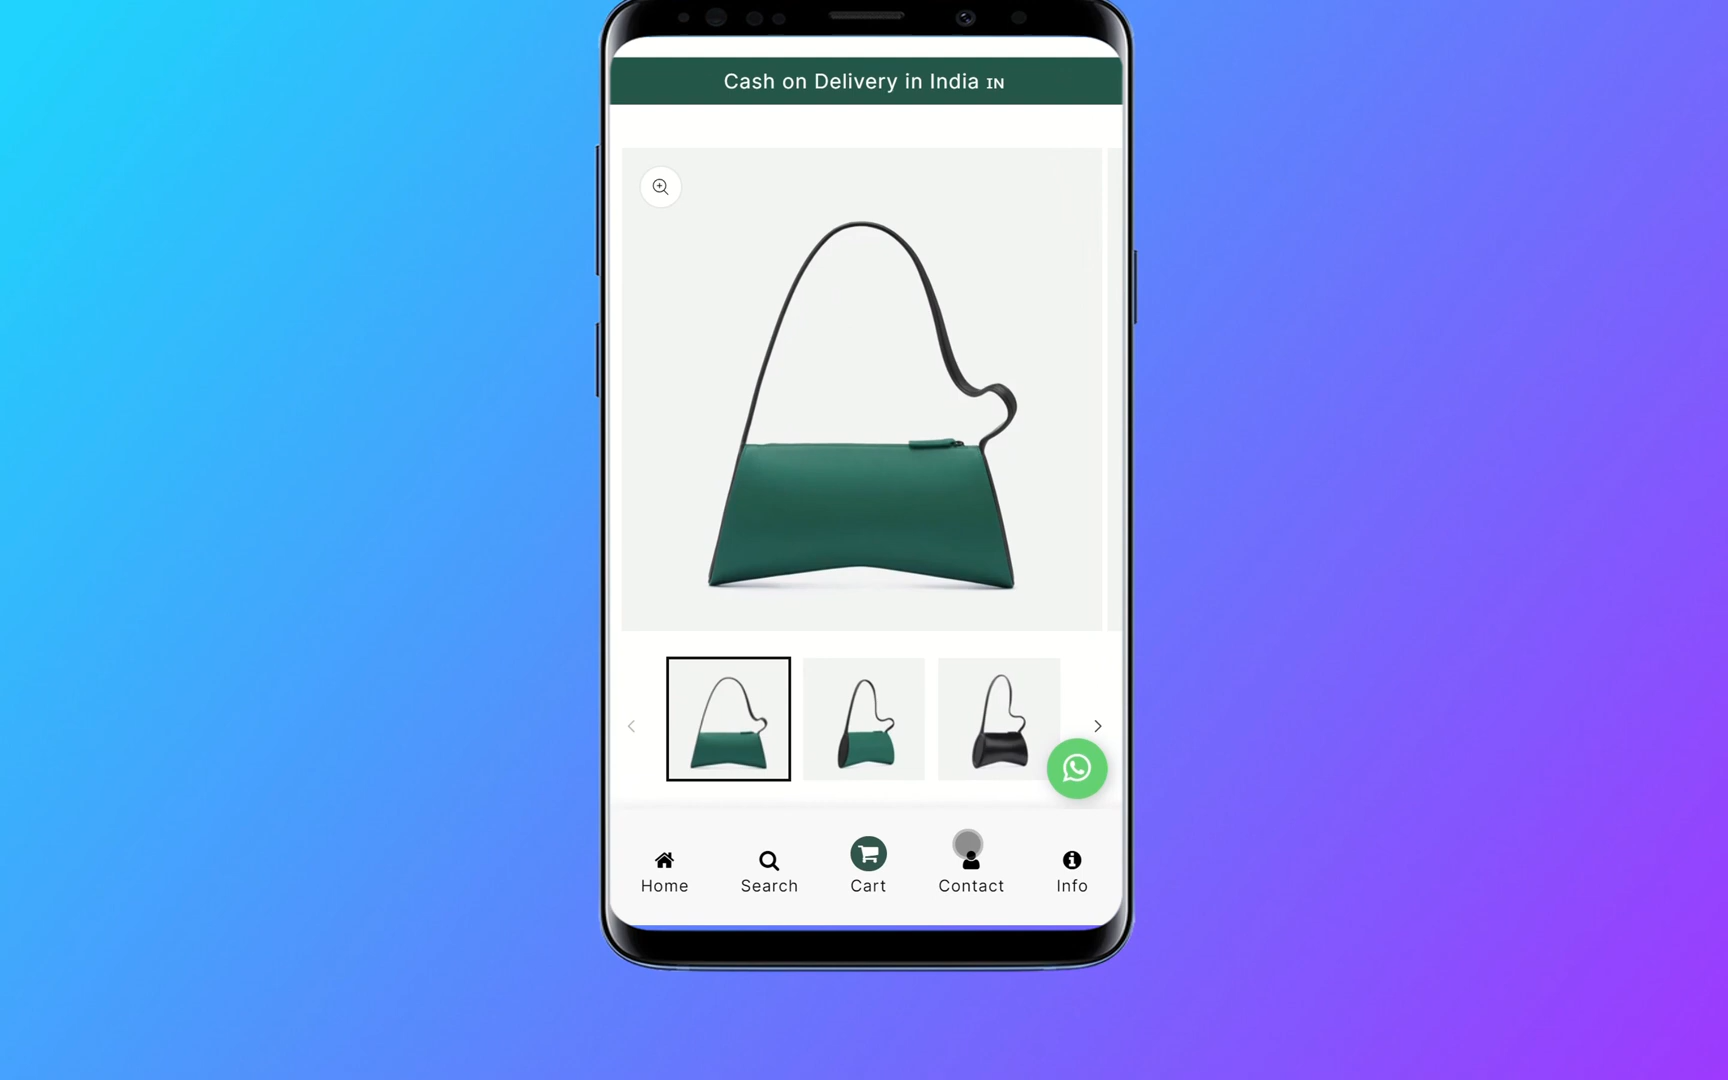 Cash on Delivery in India IN
Home
Search
Cart
Contact
Info